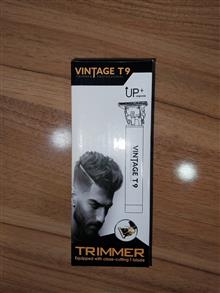 VINTAGE T9
UP+
VINTAGE T9
TRIMMER
Equipped with close-cutting T-blade